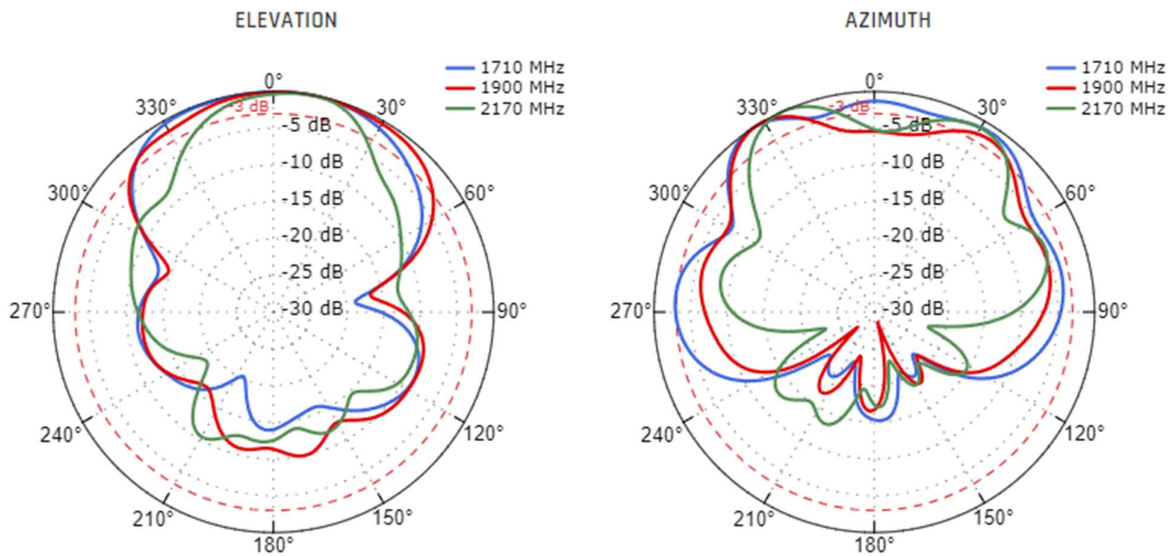 ELEVATION
1710 MHz
1900 MHz
2170 MHz
0°
30°
60°
90°
120°
150°
180°
210°
240°
270°
300°
330°
-3 dB
-5 dB
-10 dB
-15 dB
-20 dB
-25 dB
-30 dB
AZIMUTH
1710 MHz
1900 MHz
2170 MHz
0°
30°
60°
90°
120°
150°
180°
210°
240°
270°
300°
330°
-3 dB
-5 dB
-10 dB
-15 dB
-20 dB
-25 dB
-30 dB